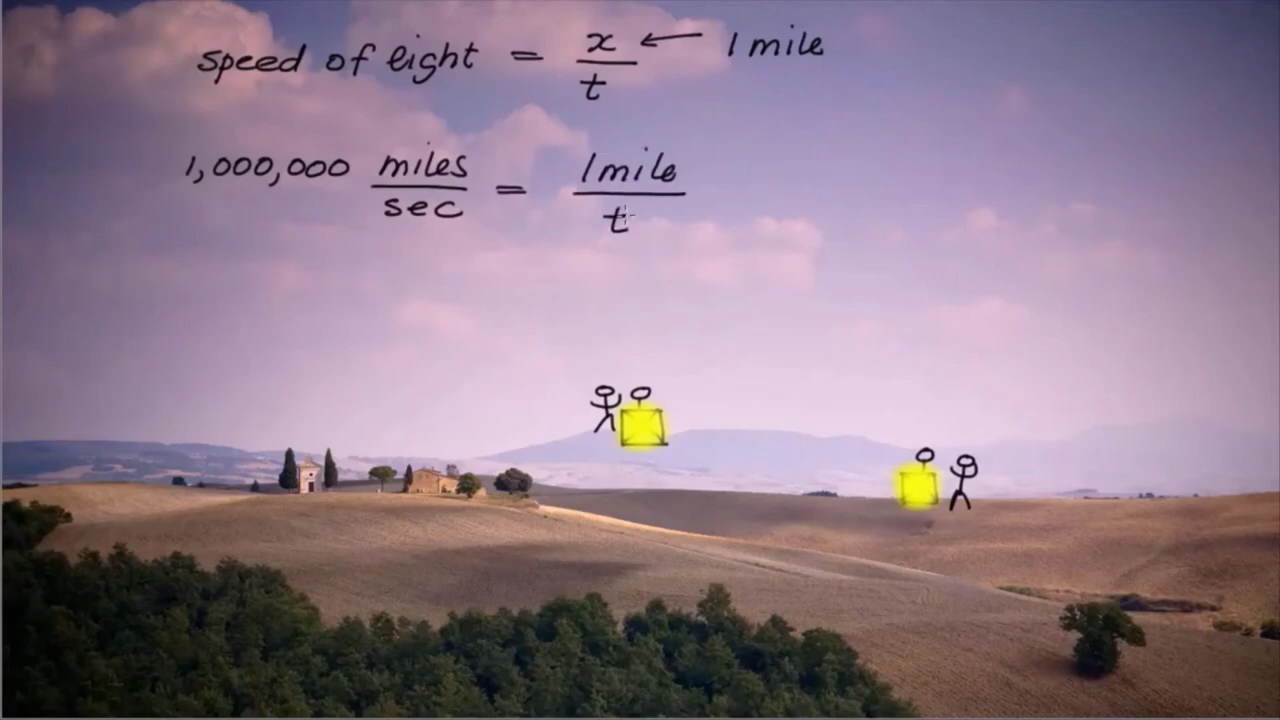 speed of light = x / t ← 1 mile
1,000,000 miles / sec = 1 mile / t